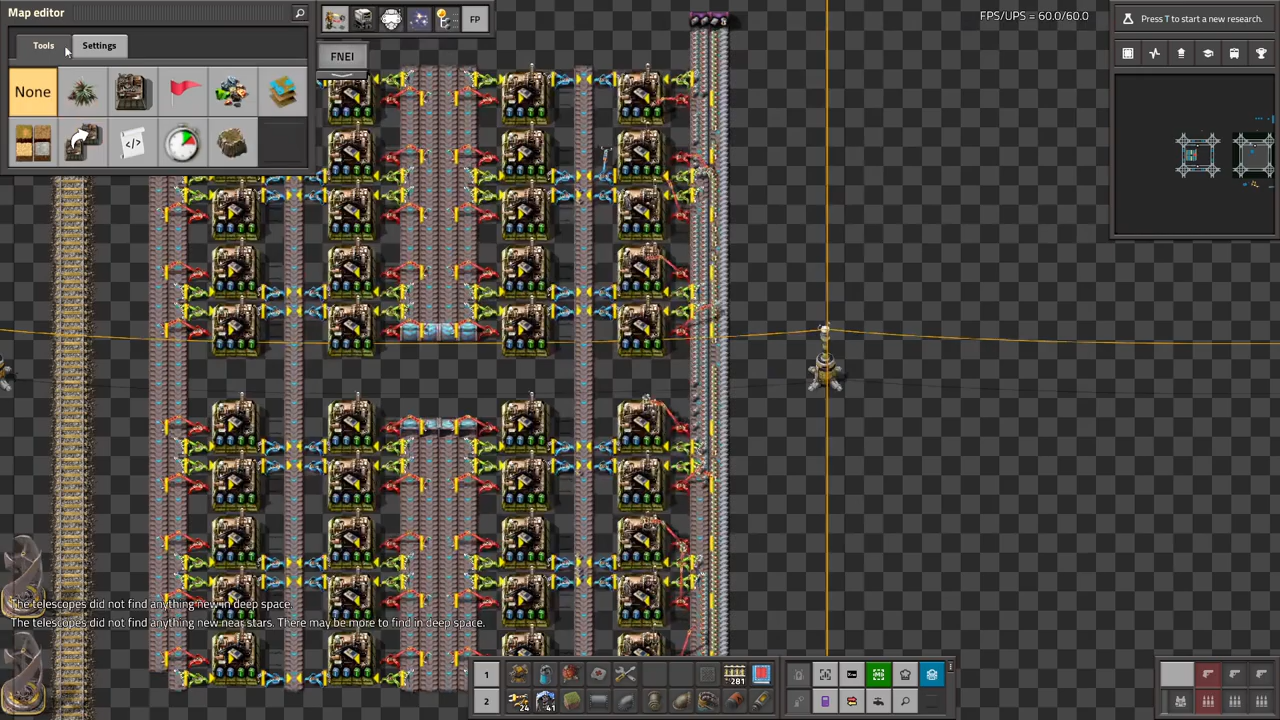 Map editor
FP
FPS/UPS = 60.0/60.0
Press T to start a new research.
Tools
Settings
FNEI
None
</>
The telescopes did not find anything new in deep space.
The telescopes did not find anything new near stars. There may be more to find in deep space.
1
281
2
24
41